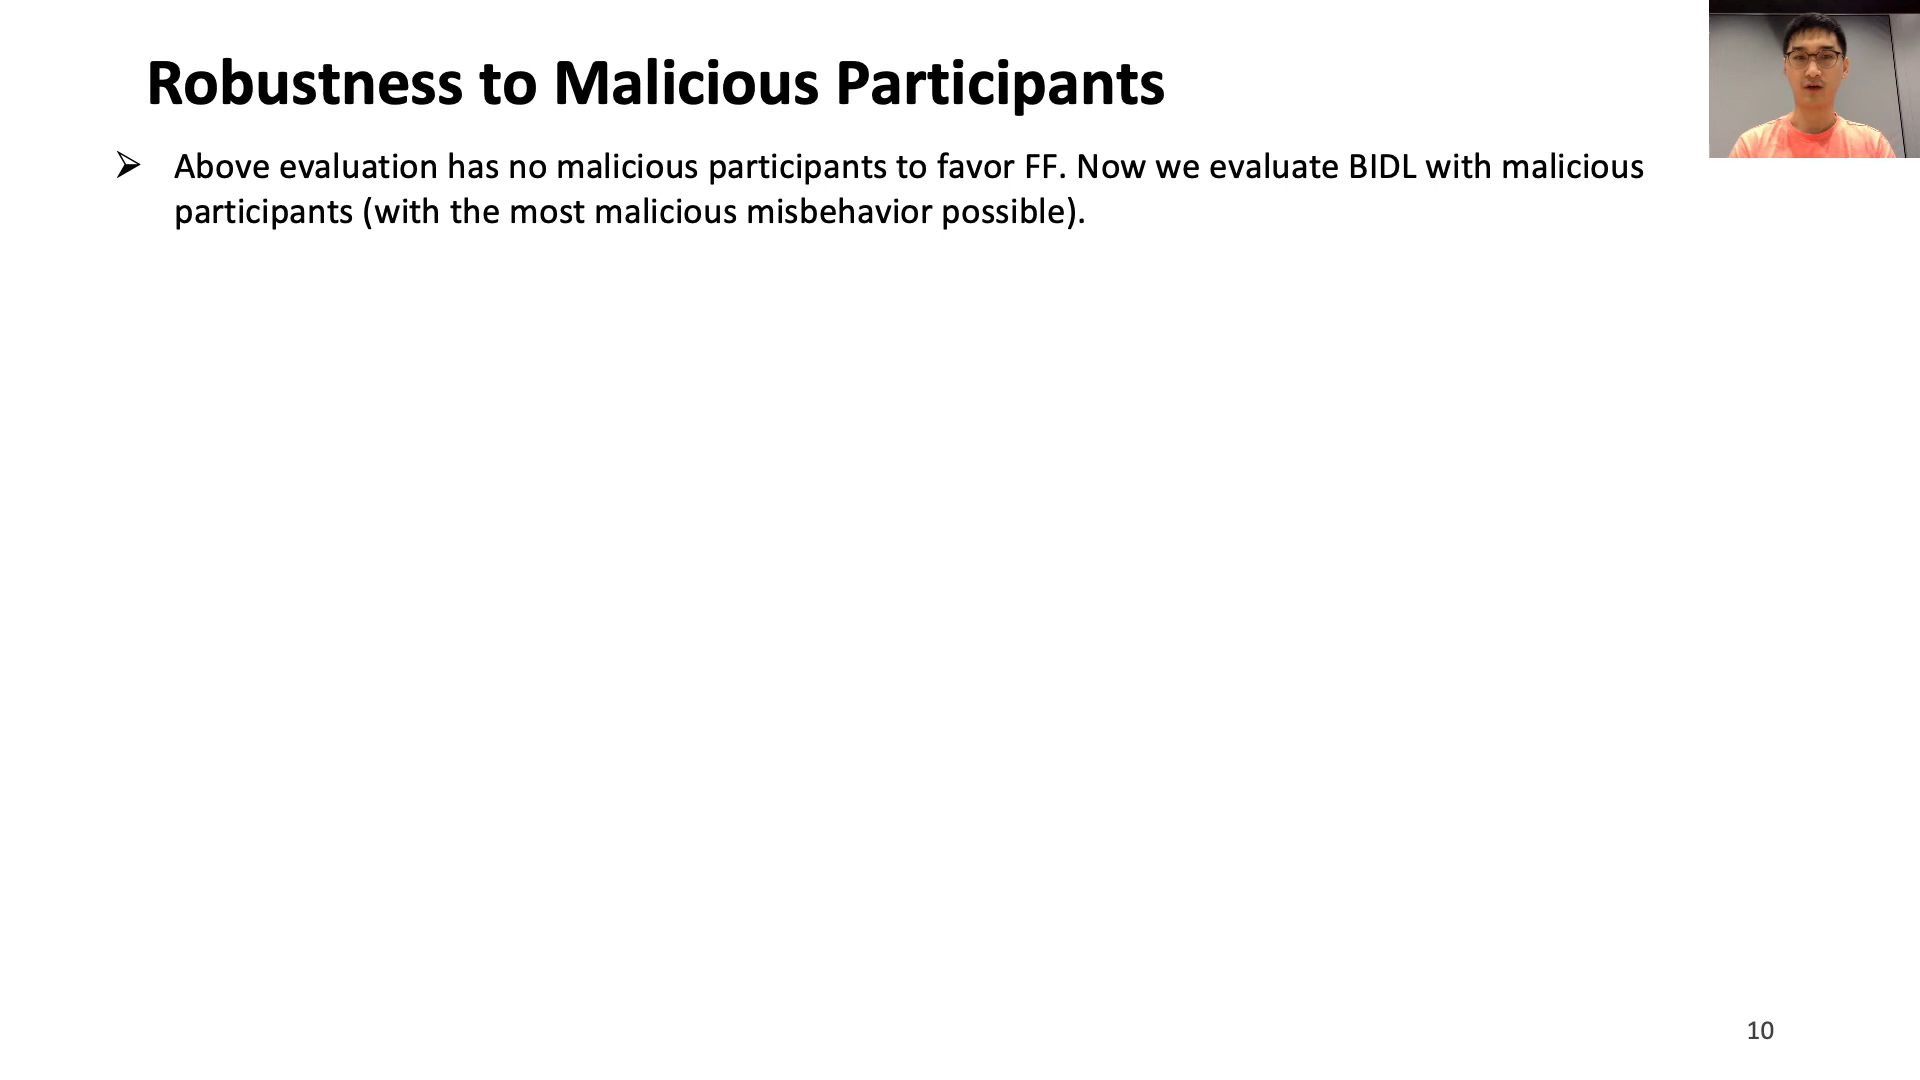 Robustness to Malicious Participants
➢ Above evaluation has no malicious participants to favor FF. Now we evaluate BIDL with malicious
participants (with the most malicious misbehavior possible).
10